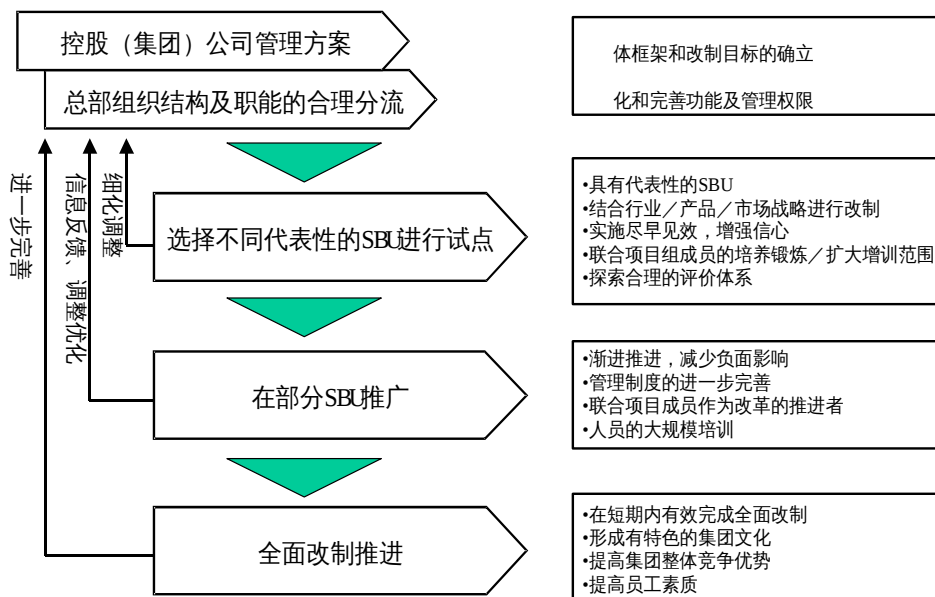 控股（集团）公司管理方案
总部组织结构及职能的合理分流
体框架和改制目标的确立
化和完善功能及管理权限
进一步完善
信息反馈、调整优化
细化调整
选择不同代表性的SBU进行试点
•具有代表性的SBU
•结合行业／产品／市场战略进行改制
•实施尽早见效，增强信心
•联合项目组成员的培养锻炼／扩大增训范围
•探索合理的评价体系
在部分SBU推广
•渐进推进，减少负面影响
•管理制度的进一步完善
•联合项目成员作为改革的推进者
•人员的大规模培训
全面改制推进
•在短期内有效完成全面改制
•形成有特色的集团文化
•提高集团整体竞争优势
•提高员工素质